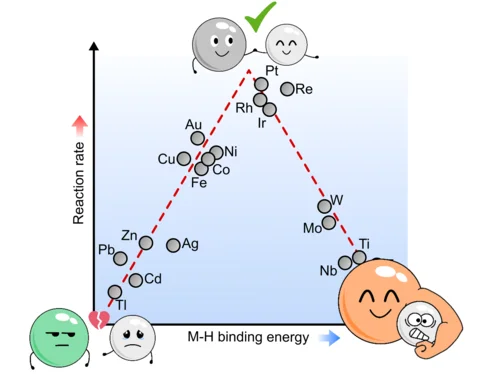 Pt
Re
Rh
Ir
Au
Ni
Cu
Co
Fe
W
Mo
Zn
Ag
Ti
Pb
Nb
Cd
Tl
Reaction rate
M-H binding energy